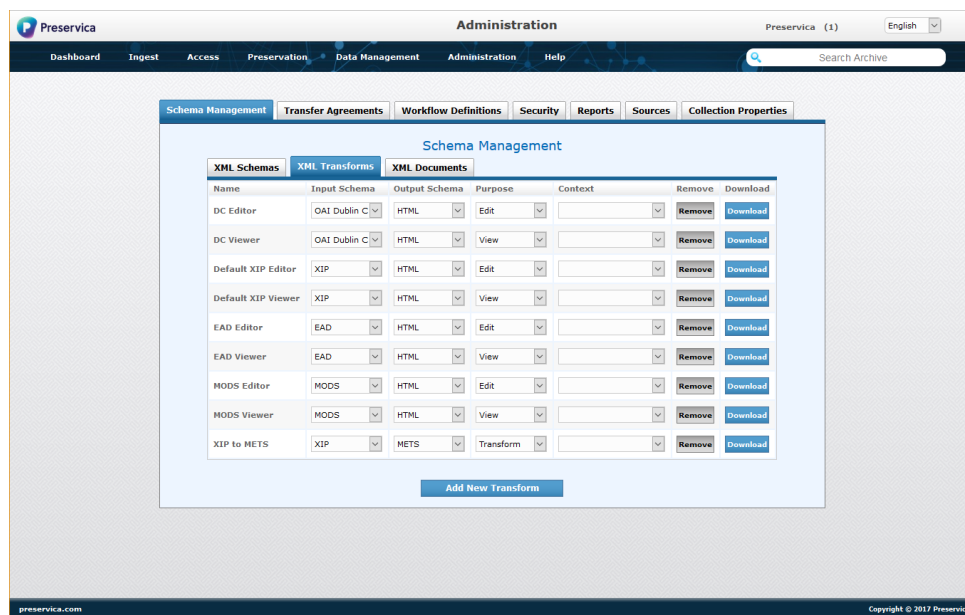 Preservica
Administration
Preservica (1)
English
Dashboard Ingest Access Preservation Data Management Administration Help
Search Archive
Schema Management Transfer Agreements Workflow Definitions Security Reports Sources Collection Properties
Schema Management
XML Schemas XML Transforms XML Documents
Name Input Schema Output Schema Purpose Context Remove Download
DC Editor OAI Dublin C HTML Edit Remove Download
DC Viewer OAI Dublin C HTML View Remove Download
Default XIP Editor XIP HTML Edit Remove Download
Default XIP Viewer XIP HTML View Remove Download
EAD Editor EAD HTML Edit Remove Download
EAD Viewer EAD HTML View Remove Download
MODS Editor MODS HTML Edit Remove Download
MODS Viewer MODS HTML View Remove Download
XIP to METS XIP METS Transform Remove Download
Add New Transform
preservica.com
Copyright © 2017 Preservic